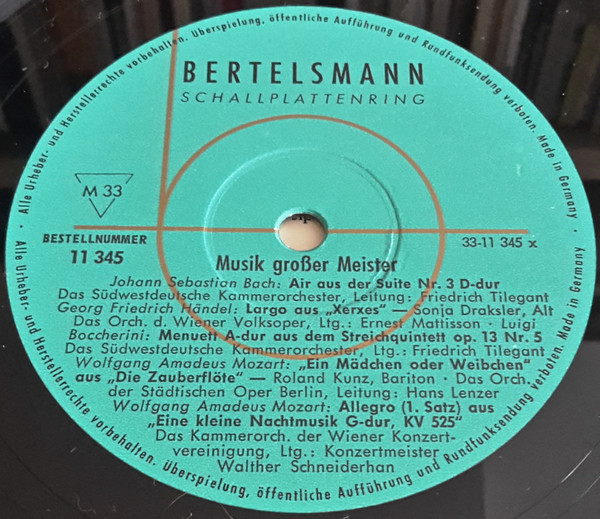 Alle Urheber- und Herstellerrechte vorbehalten. Überspielung, öffentliche Aufführung und Rundfunksendung verboten. Made in Germany
BERTELSMANN
SCHALLPLATTENRING
M 33
BESTELLNUMMER
11 345
33-11 345 x
Musik großer Meister
Johann Sebastian Bach: Air aus der Suite Nr. 3 D-dur
Das Südwestdeutsche Kammerorchester, Leitung: Friedrich Tilegant
Georg Friedrich Händel: Largo aus „Xerxes" — Sonja Draksler, Alt
Das Orch. d. Wiener Volksoper, Ltg.: Ernest Mattisson · Luigi
Boccherini: Menuett A-dur aus dem Streichquintett op. 13 Nr. 5
Das Südwestdeutsche Kammerorchester, Ltg.: Friedrich Tilegant
Wolfgang Amadeus Mozart: „Ein Mädchen oder Weibchen"
aus „Die Zauberflöte" — Roland Kunz, Bariton · Das Orch.
der Städtischen Oper Berlin, Leitung: Hans Lenzer
Wolfgang Amadeus Mozart: Allegro (1. Satz) aus
„Eine kleine Nachtmusik G-dur, KV 525"
Das Kammerorch. der Wiener Konzert-
vereinigung, Ltg.: Konzertmeister
Walther Schneiderhan
Alle Urheber- und Herstellerrechte vorbehalten. Überspielung, öffentliche Aufführung und Rundfunksendung verboten. Made in Germany